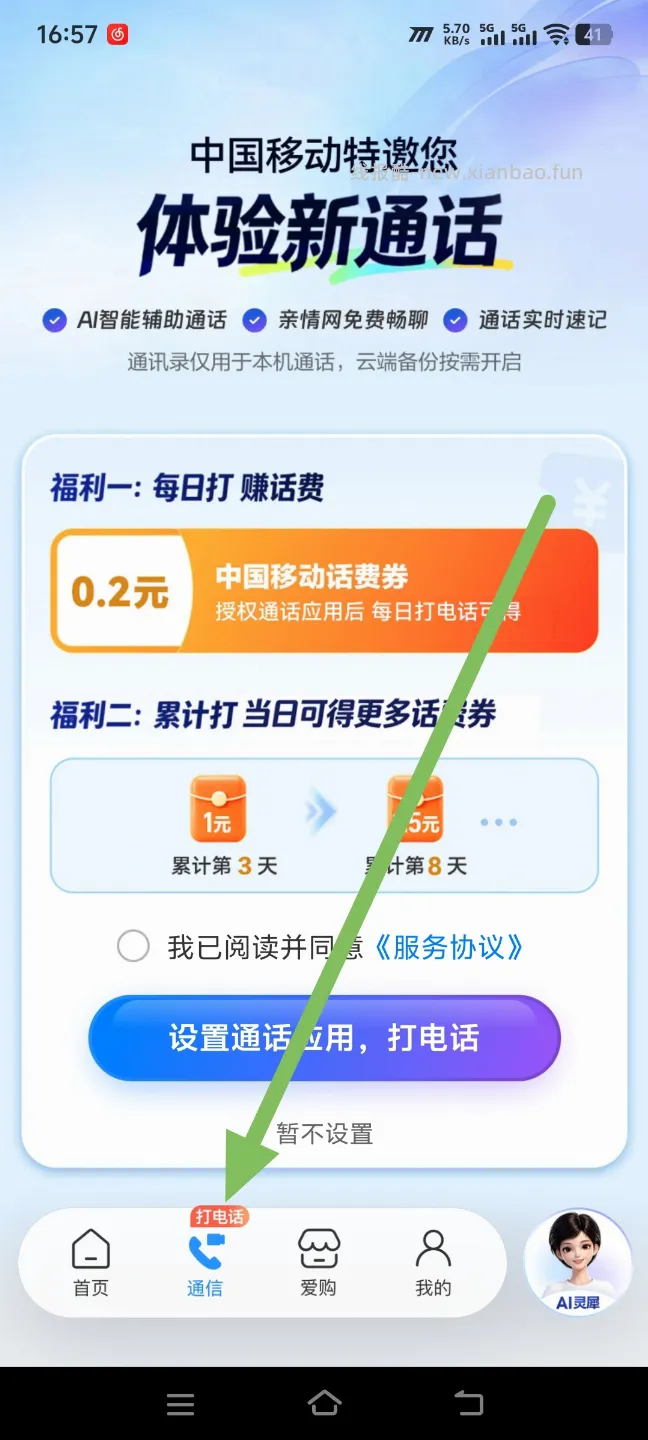 16:57
5.70 KB/s 5G 5G 41
中国移动特邀您
线报酷-new.xianbao.fun
体验新通话
AI智能辅助通话 亲情网免费畅聊 通话实时速记
通讯录仅用于本机通话，云端备份按需开启
福利一：每日打 赚话费
¥
0.2元
中国移动话费券
授权通话应用后 每日打电话可得
福利二：累计打 当日可得更多话费券
1元 5元
累计第 3 天 累计第 8 天
我已阅读并同意《服务协议》
设置通话应用，打电话
暂不设置
打电话
首页 通信 爱购 我的
AI灵犀